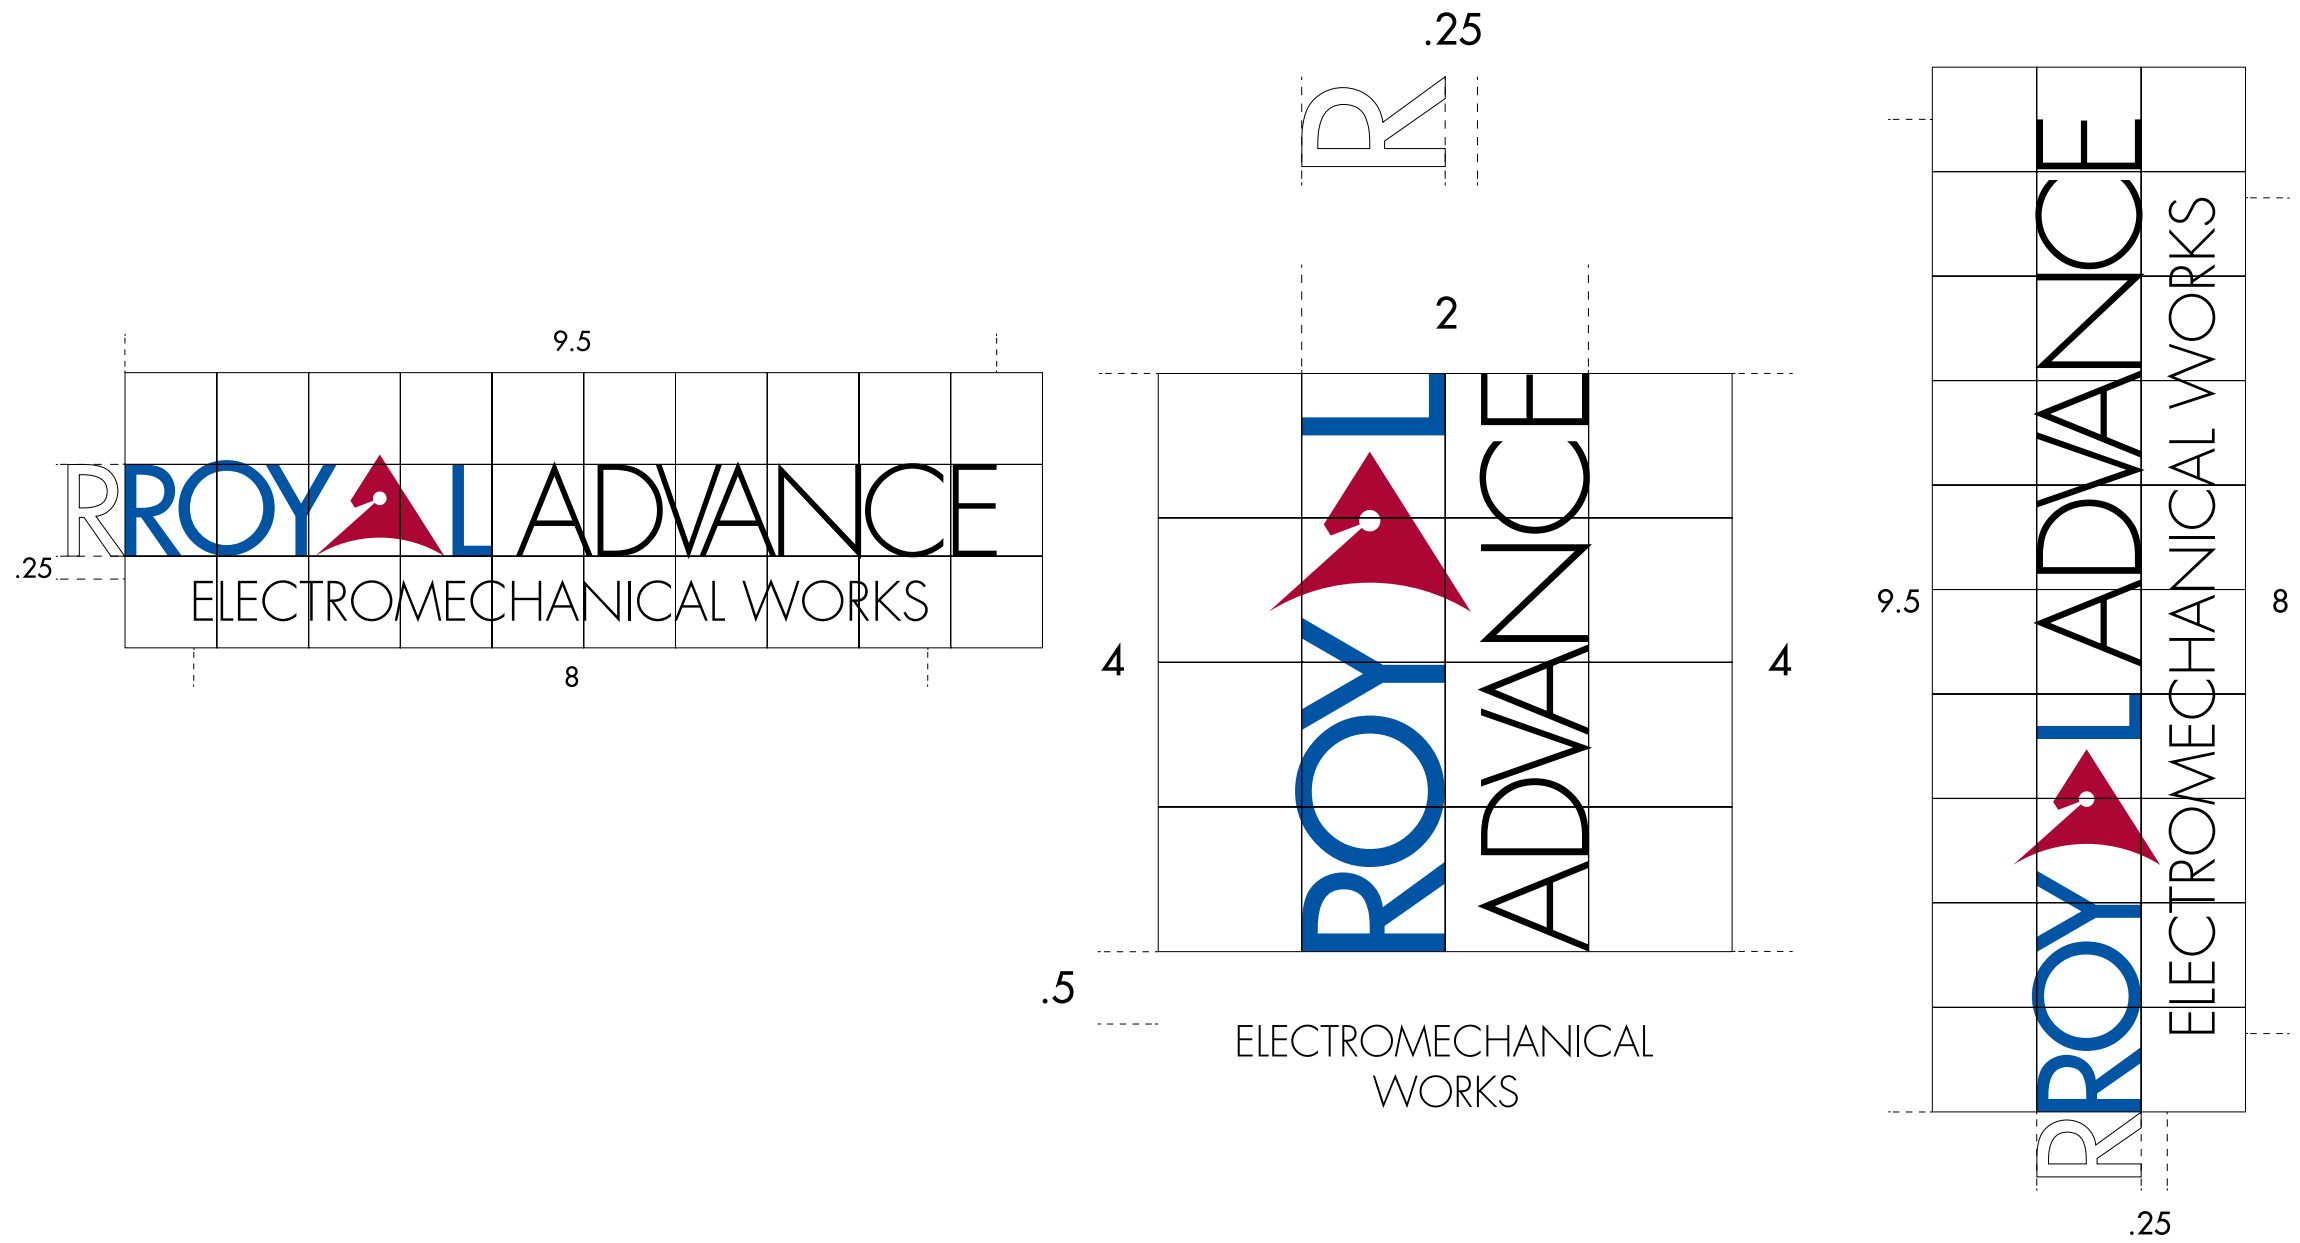 9.5
R ROYAL ADVANCE
.25
ELECTROMECHANICAL WORKS
8
.25
R
2
ROYAL
ADVANCE
4
4
.5
ELECTROMECHANICAL
WORKS
ROYAL ADVANCE
ELECTROMECHANICAL WORKS
9.5
8
R
.25